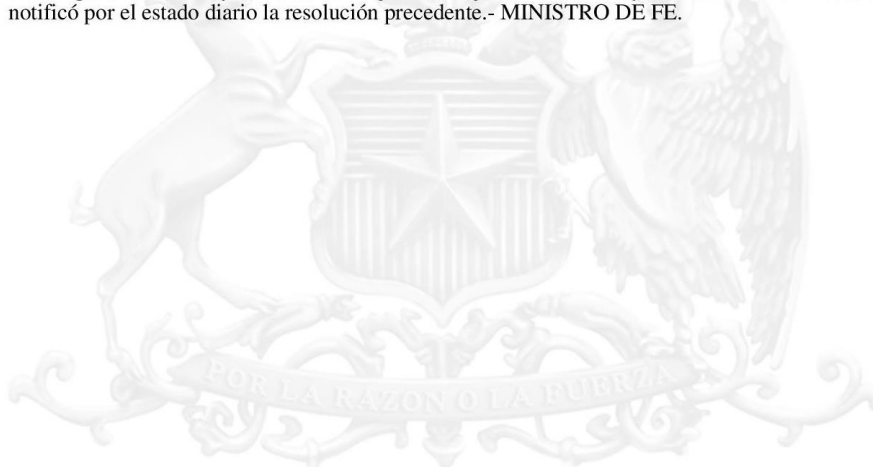 notificó por el estado diario la resolución precedente.- MINISTRO DE FE.
POR LA RAZON O LA FUERZA